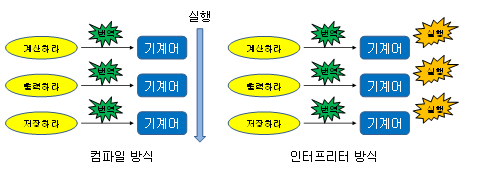 실행
계산하라 번역 기계어
출력하라 번역 기계어
저장하라 번역 기계어
컴파일 방식
계산하라 번역 기계어 실행
출력하라 번역 기계어 실행
저장하라 번역 기계어 실행
인터프리터 방식